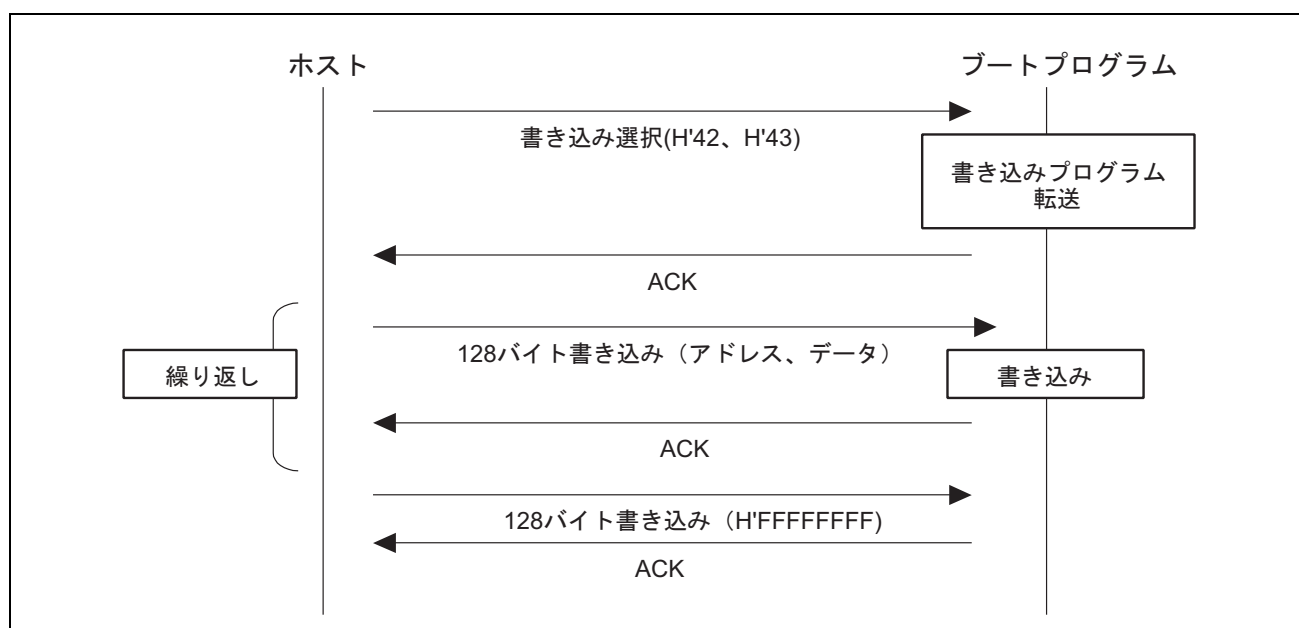 ホスト
ブートプログラム
書き込み選択(H'42、H'43)
書き込みプログラム
転送
ACK
128バイト書き込み（アドレス、データ）
繰り返し
書き込み
ACK
128バイト書き込み（H'FFFFFFFF)
ACK